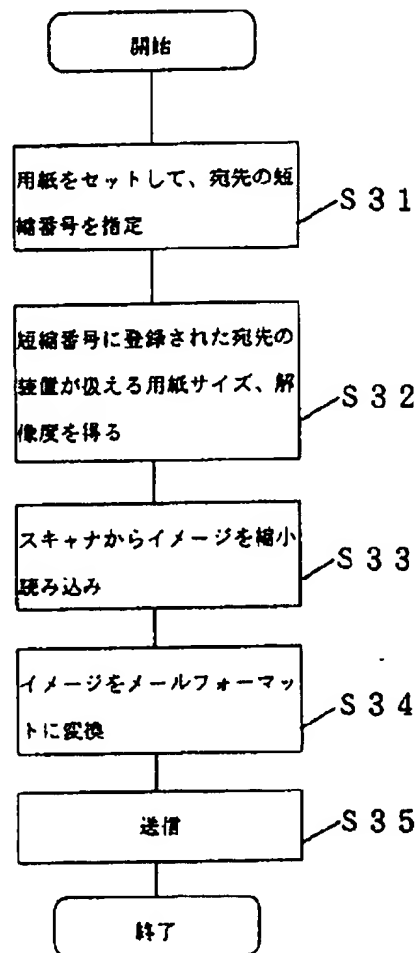 開始
用紙をセットして、宛先の短
縮番号を指定
S31
短縮番号に登録された宛先の
装置が扱える用紙サイズ、解
像度を得る
S32
スキャナからイメージを縮小
読み込み
S33
イメージをメールフォーマッ
トに変換
S34
送信
S35
終了